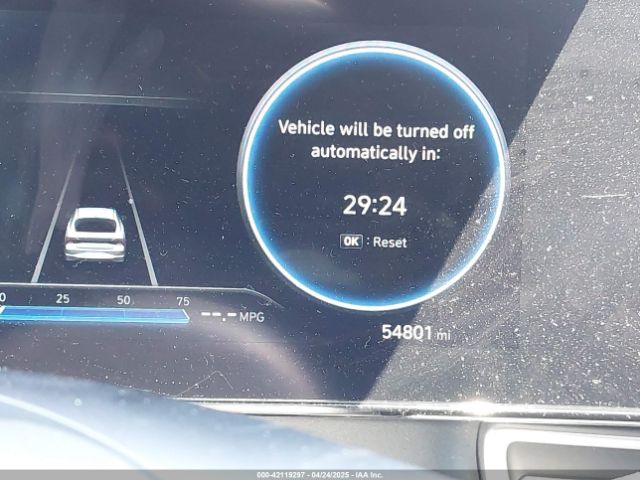 Vehicle will be turned off
automatically in:
29:24
OK : Reset
0 25 50 75
--.- MPG
54801 mi
000-42119297 - 04/24/2025 - IAA Inc.